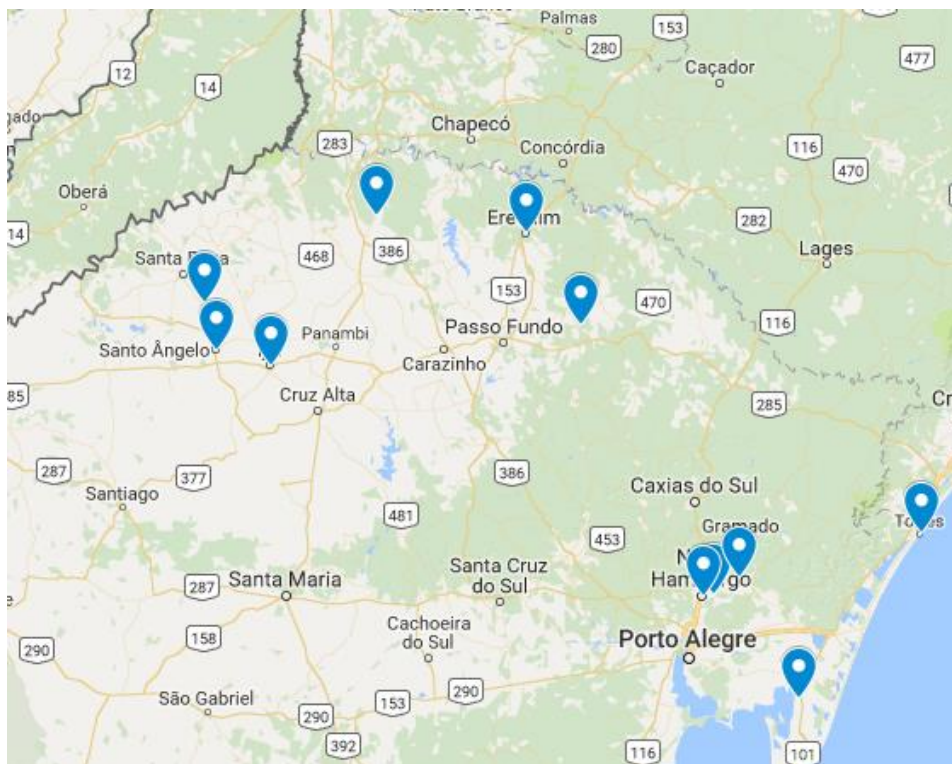 Palmas
153
280
477
12
Caçador
14
Chapecó
283
116
Concórdia
470
Oberá
14
282
386
468
Lages
153
470
116
Panambi
Passo Fundo
Santo Ângelo
Carazinho
85
Cruz Alta
285
Cr
287
377
386
Caxias do Sul
Santiago
481
Gramado
453
Santa Cruz
do Sul
287
Santa Maria
158
Cachoeira
do Sul
Porto Alegre
290
290
São Gabriel
153
290
392
116
101